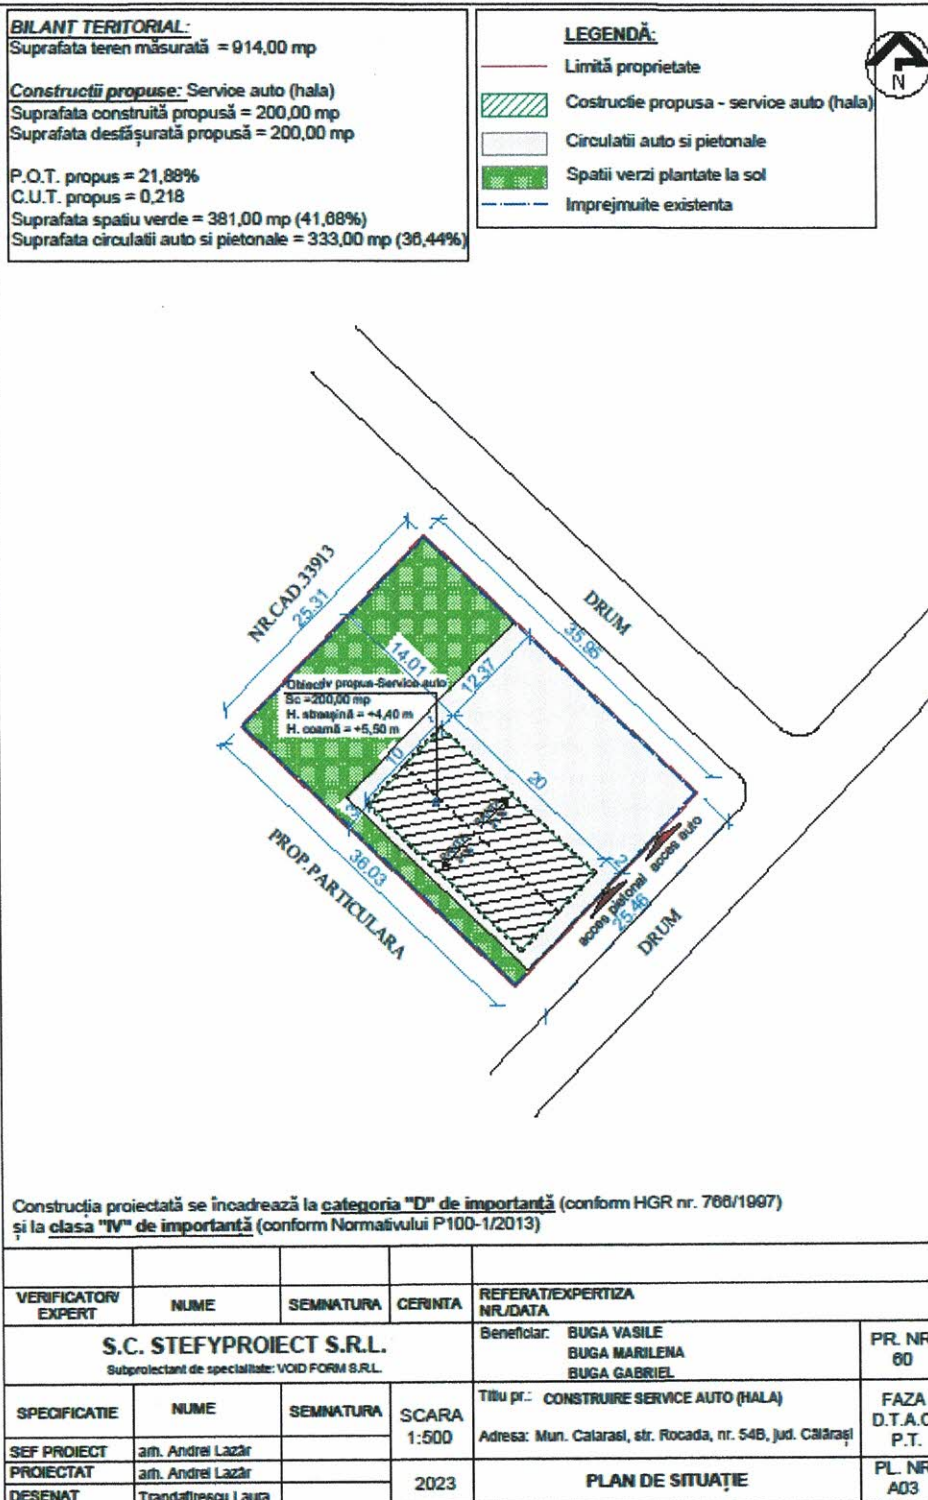 BILANT TERITORIAL:
Suprafata teren măsurată = 914,00 mp
Constructii propuse: Service auto (hala)
Suprafata construită propusă = 200,00 mp
Suprafata desfășurată propusă = 200,00 mp
P.O.T. propus = 21,88%
C.U.T. propus = 0,218
Suprafata spatiu verde = 381,00 mp (41,68%)
Suprafata circulatii auto si pietonale = 333,00 mp (36,44%)
LEGENDĂ:
Limită proprietate
Costructie propusa - service auto (hala)
Circulatii auto si pietonale
Spatii verzi plantate la sol
Imprejmuite existenta
N
NR.CAD.33913
25.31
DRUM
35.95
14.01
12.37
Obiectiv propus-Service auto
Sc =200,00 mp
H. streașină = +4,40 m
H. coamă = +5,50 m
10
20
3
2
PROP.PARTICULARA
36.03
acces auto
acces pietonal
25.46
DRUM
Construcția proiectată se încadrează la categoria "D" de importanță (conform HGR nr. 766/1997)
și la clasa "IV" de importanță (conform Normativului P100-1/2013)
VERIFICATOR/
EXPERT
NUME
SEMNATURA
CERINTA
REFERAT/EXPERTIZA
NR./DATA
S.C. STEFYPROIECT S.R.L.
Subproiectant de specialitate: VOID FORM S.R.L.
Beneficiar: BUGA VASILE
BUGA MARILENA
BUGA GABRIEL
PR. NR
60
SPECIFICATIE
NUME
SEMNATURA
SCARA
1:500
Titlu pr.: CONSTRUIRE SERVICE AUTO (HALA)
Adresa: Mun. Calarasi, str. Rocada, nr. 54B, jud. Călărași
FAZA
D.T.A.C
P.T.
SEF PROIECT
arh. Andrei Lazăr
PROIECTAT
arh. Andrei Lazăr
2023
PLAN DE SITUAȚIE
PL. NR
A03
DESENAT
Trandafirescu Laura